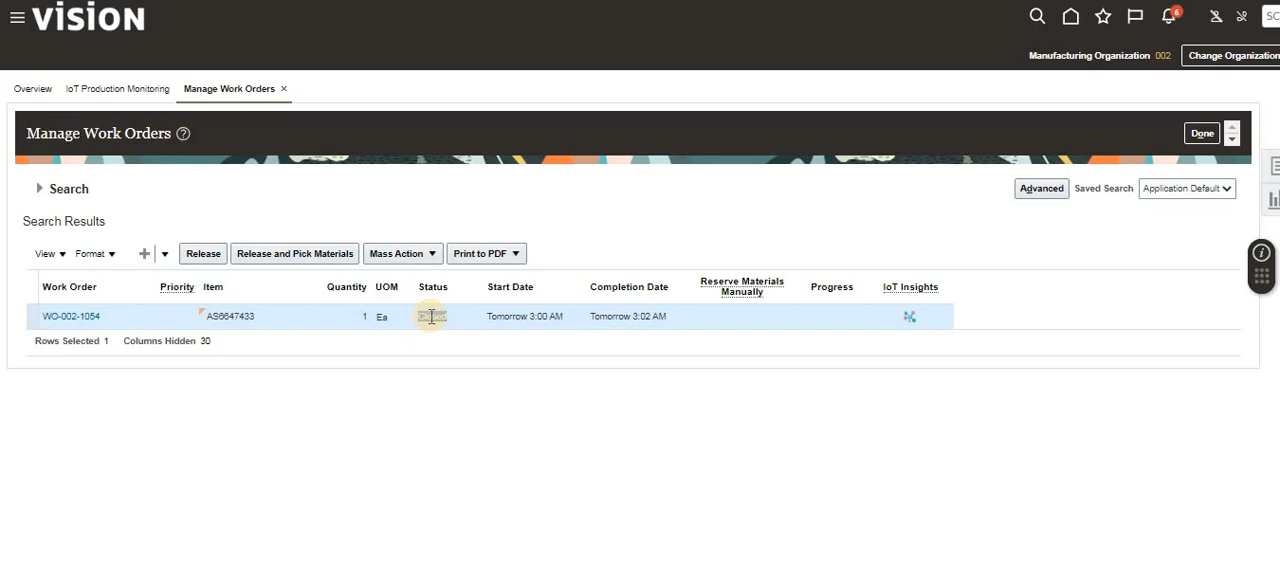 vision
6
SC
Manufacturing Organization 002 Change Organization
Overview IoT Production Monitoring Manage Work Orders ×
Manage Work Orders ? Done
Search Advanced Saved Search Application Default
Search Results
View Format Release Release and Pick Materials Mass Action Print to PDF
Work Order Priority Item Quantity UOM Status Start Date Completion Date Reserve Materials Manually Progress IoT Insights
WO-002-1054 AS6647433 1 Ea Tomorrow 3:00 AM Tomorrow 3:02 AM
Rows Selected 1 Columns Hidden 30